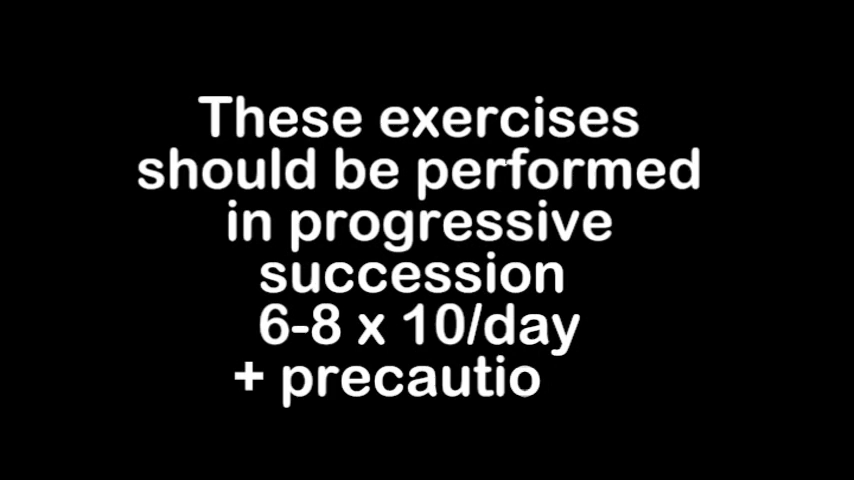 These exercises
should be performed
in progressive
succession
6-8 x 10/day
+ precautio